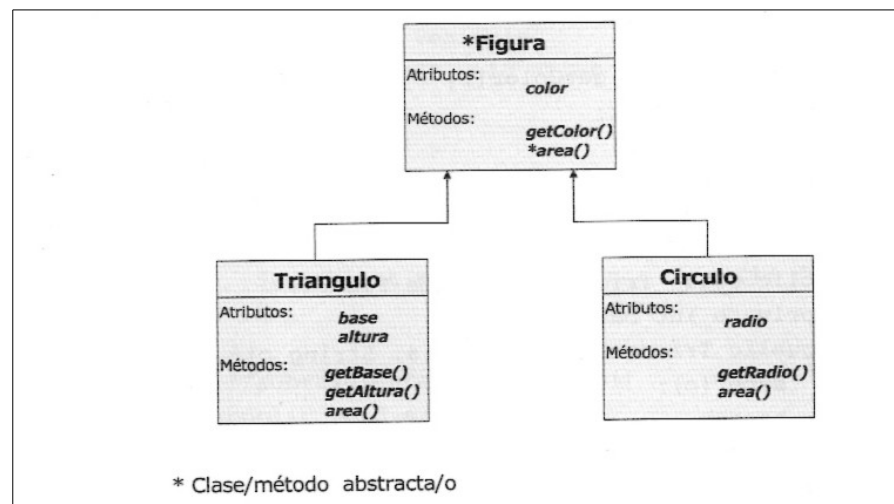 *Figura
Atributos:
color
Métodos:
getColor()
*area()
Triangulo
Atributos:
base
altura
Métodos:
getBase()
getAltura()
area()
Circulo
Atributos:
radio
Métodos:
getRadio()
area()
* Clase/método abstracta/o